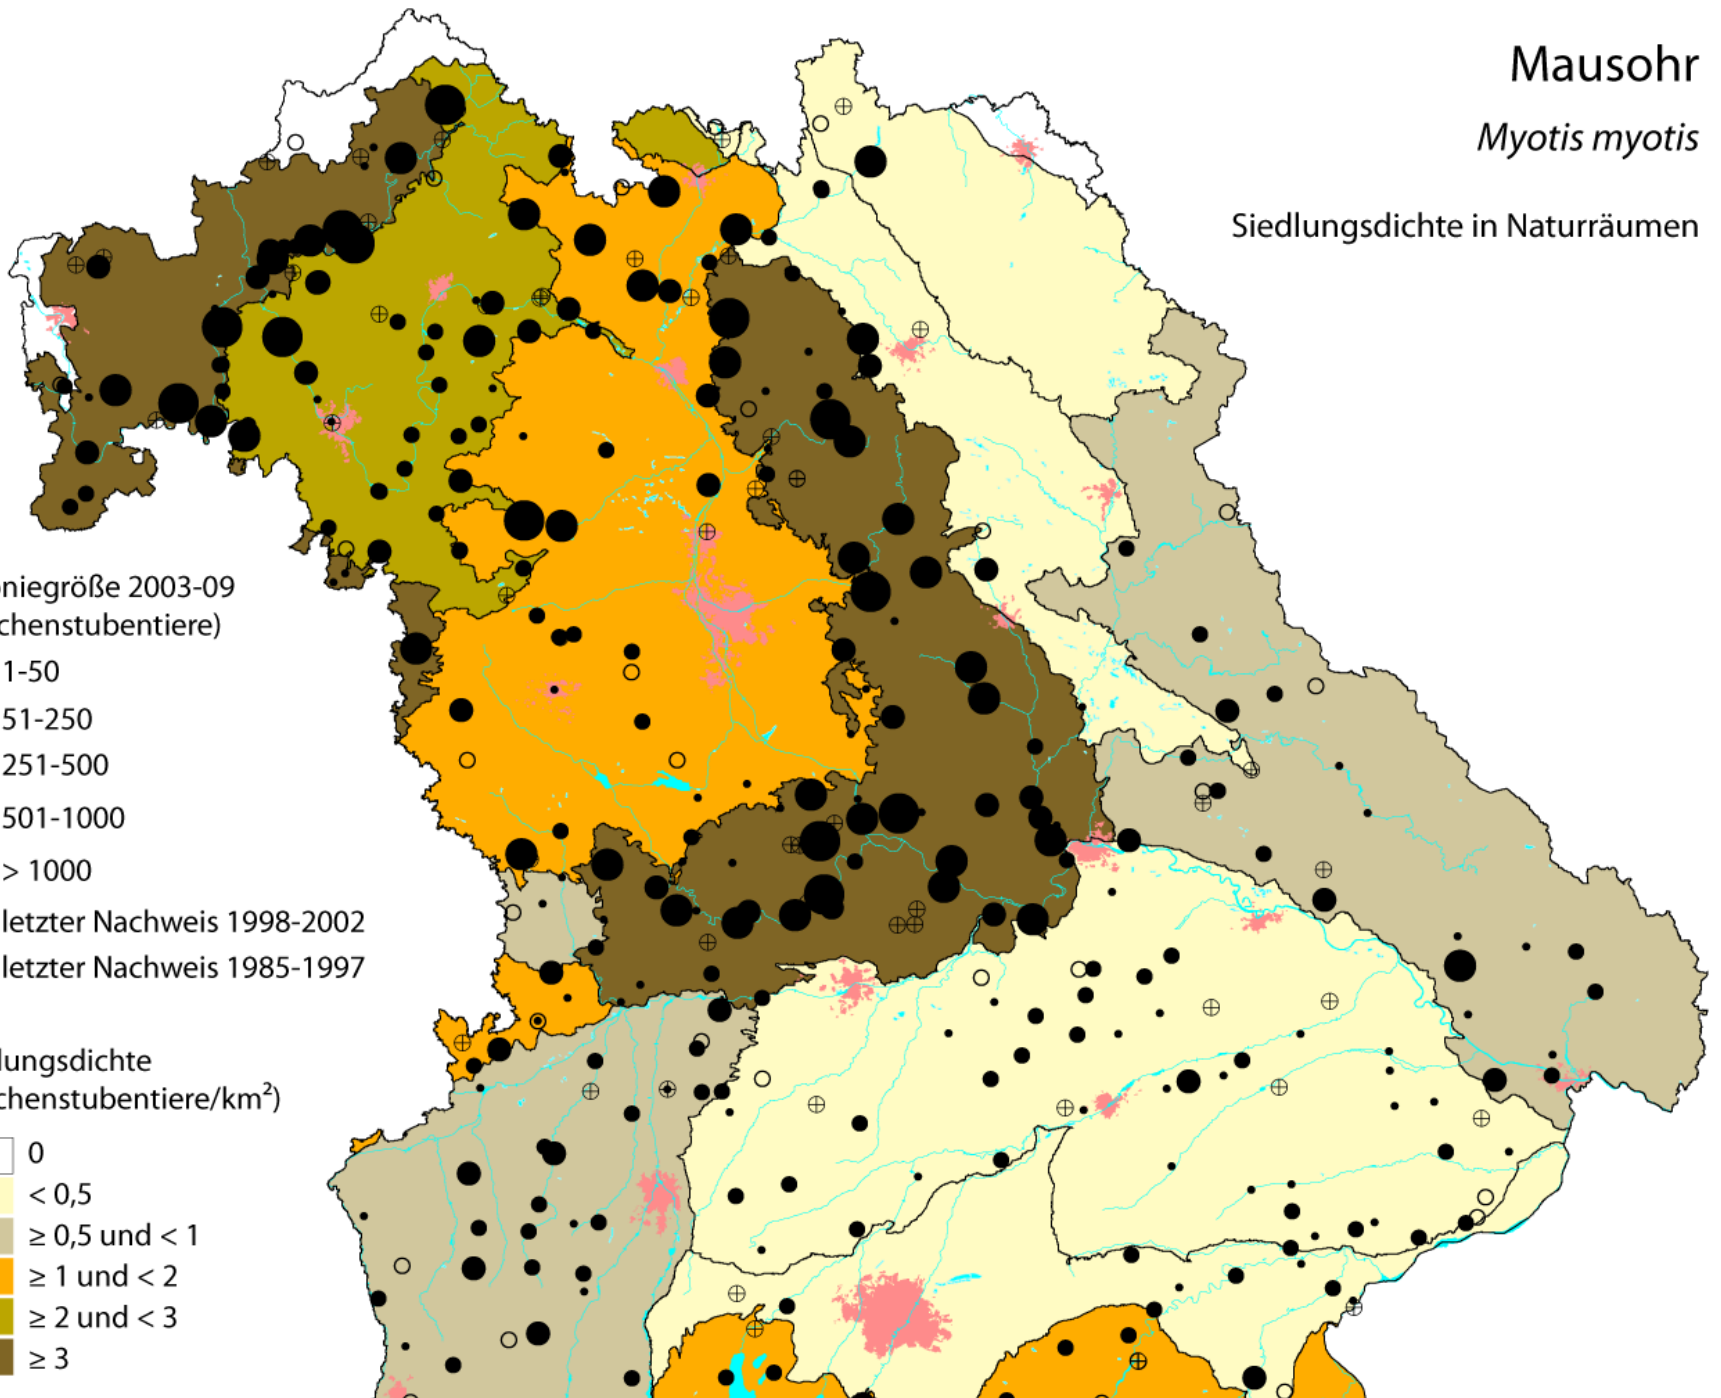 Mausohr
Myotis myotis
Siedlungsdichte in Naturräumen
niegröße 2003-09
chenstubentiere)
1-50
51-250
251-500
501-1000
> 1000
letzter Nachweis 1998-2002
letzter Nachweis 1985-1997
lungsdichte
chenstubentiere/km²)
0
< 0,5
≥ 0,5 und < 1
≥ 1 und < 2
≥ 2 und < 3
≥ 3